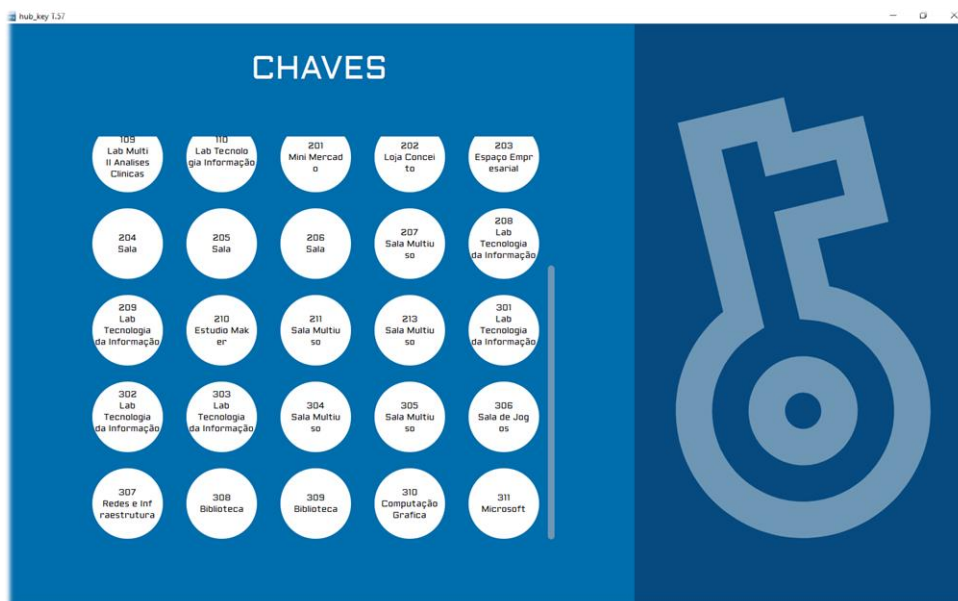 hub_key 1.57
CHAVES
109
Lab Multi
II Analises
Clinicas
110
Lab Tecnolo
gia Informação
201
Mini Mercad
o
202
Loja Concei
to
203
Espaço Empr
esarial
204
Sala
205
Sala
206
Sala
207
Sala Multiu
so
208
Lab
Tecnologia
da Informação
209
Lab
Tecnologia
da Informação
210
Estudio Mak
er
211
Sala Multiu
so
213
Sala Multiu
so
301
Lab
Tecnologia
da Informação
302
Lab
Tecnologia
da Informação
303
Lab
Tecnologia
da Informação
304
Sala Multiu
so
305
Sala Multiu
so
306
Sala de Jog
os
307
Redes e Inf
raestrutura
308
Biblioteca
309
Biblioteca
310
Computação
Grafica
311
Microsoft